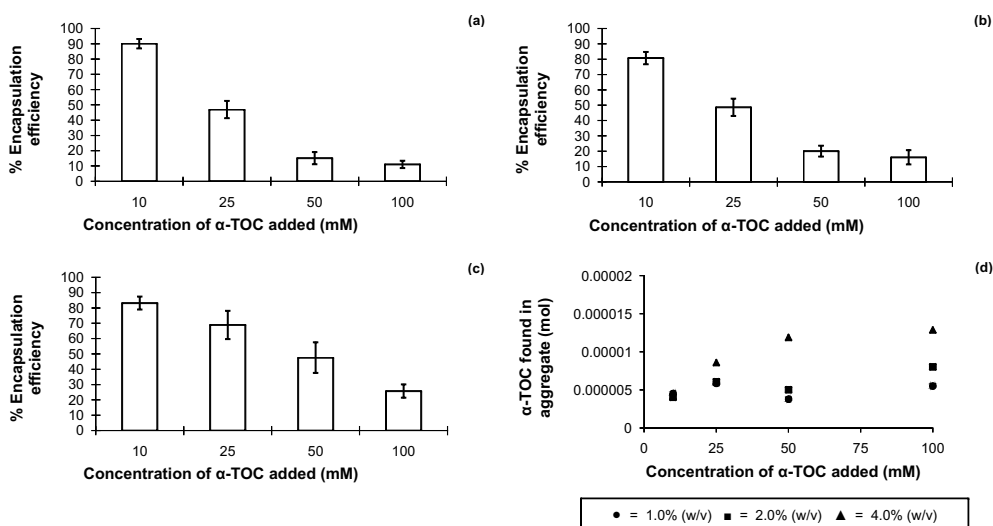 (a)
100
90
80
70
60
50
40
30
20
10
0
% Encapsulation
efficiency
10 25 50 100
Concentration of α-TOC added (mM)
(b)
100
90
80
70
60
50
40
30
20
10
0
% Encapsulation
efficiency
10 25 50 100
Concentration of α-TOC added (mM)
(c)
100
90
80
70
60
50
40
30
20
10
0
% Encapsulation
efficiency
10 25 50 100
Concentration of α-TOC added (mM)
(d)
0.00002
0.000015
0.00001
0.000005
0
α-TOC found in
aggregate (mol)
0 25 50 75 100
Concentration of α-TOC added (mM)
= 1.0% (w/v) = 2.0% (w/v) = 4.0% (w/v)